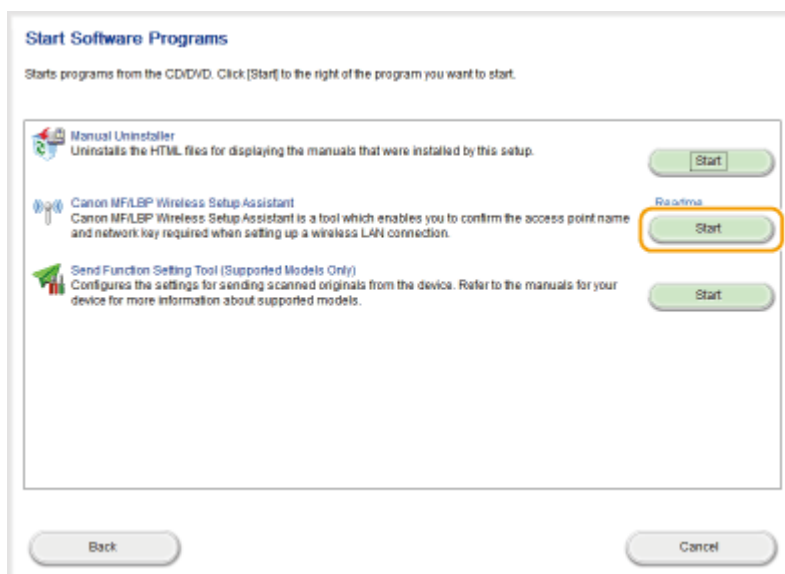 Start Software Programs
Starts programs from the CD/DVD. Click [Start] to the right of the program you want to start.
Manual Uninstaller
Uninstalls the HTML files for displaying the manuals that were installed by this setup.
Start
Canon MF/LBP Wireless Setup Assistant
Readme
Canon MF/LBP Wireless Setup Assistant is a tool which enables you to confirm the access point name
and network key required when setting up a wireless LAN connection.
Start
Send Function Setting Tool (Supported Models Only)
Configures the settings for sending scanned originals from the device. Refer to the manuals for your
device for more information about supported models.
Start
Back
Cancel